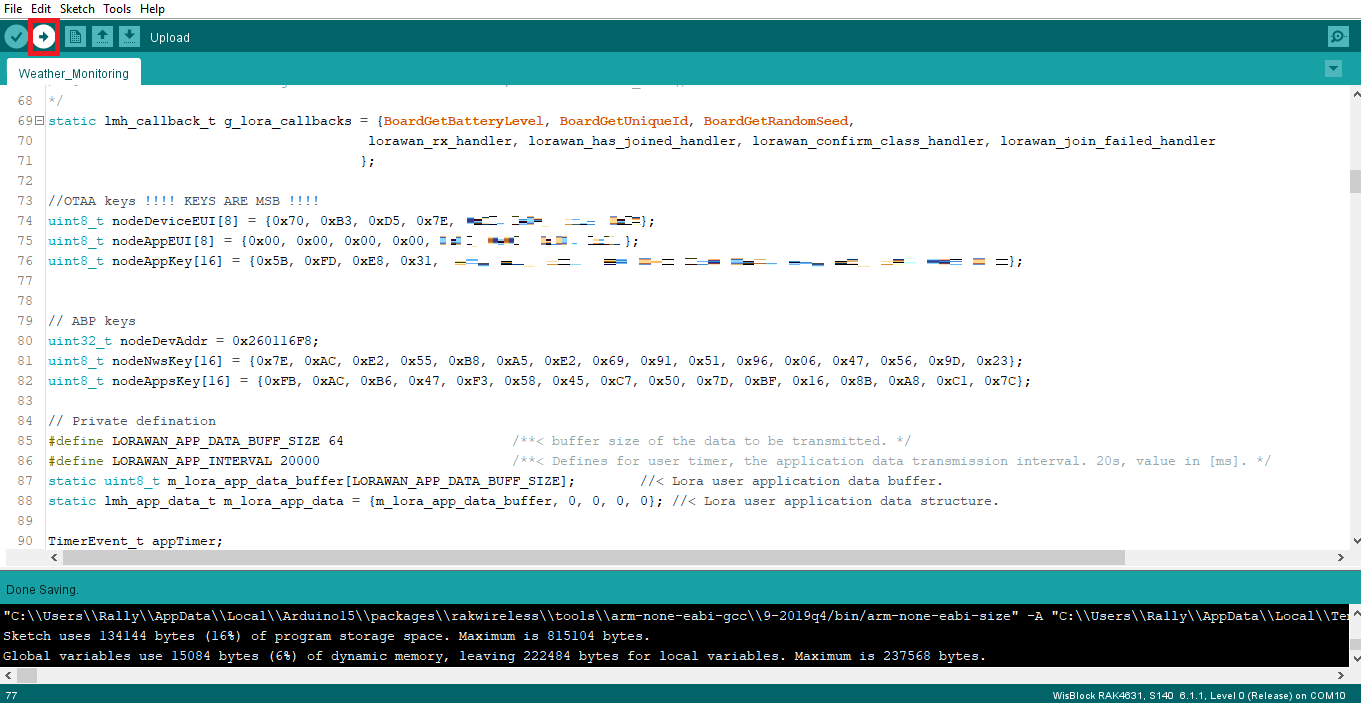 File Edit Sketch Tools Help
Upload
Weather_Monitoring
68 */
69 static lmh_callback_t g_lora_callbacks = {BoardGetBatteryLevel, BoardGetUniqueId, BoardGetRandomSeed,
70 lorawan_rx_handler, lorawan_has_joined_handler, lorawan_confirm_class_handler, lorawan_join_failed_handler
71 };
72
73 //OTAA keys !!!! KEYS ARE MSB !!!!
74 uint8_t nodeDeviceEUI[8] = {0x70, 0xB3, 0xD5, 0x7E, };
75 uint8_t nodeAppEUI[8] = {0x00, 0x00, 0x00, 0x00, };
76 uint8_t nodeAppKey[16] = {0x5B, 0xFD, 0xE8, 0x31, };
77
78
79 // ABP keys
80 uint32_t nodeDevAddr = 0x260116F8;
81 uint8_t nodeNwsKey[16] = {0x7E, 0xAC, 0xE2, 0x55, 0xB8, 0xA5, 0xE2, 0x69, 0x91, 0x51, 0x96, 0x06, 0x47, 0x56, 0x9D, 0x23};
82 uint8_t nodeAppsKey[16] = {0xFB, 0xAC, 0xB6, 0x47, 0xF3, 0x58, 0x45, 0xC7, 0x50, 0x7D, 0xBF, 0x16, 0x8B, 0xA8, 0xC1, 0x7C};
83
84 // Private defination
85 #define LORAWAN_APP_DATA_BUFF_SIZE 64 /**< buffer size of the data to be transmitted. */
86 #define LORAWAN_APP_INTERVAL 20000 /**< Defines for user timer, the application data transmission interval. 20s, value in [ms]. */
87 static uint8_t m_lora_app_data_buffer[LORAWAN_APP_DATA_BUFF_SIZE]; //< Lora user application data buffer.
88 static lmh_app_data_t m_lora_app_data = {m_lora_app_data_buffer, 0, 0, 0, 0}; //< Lora user application data structure.
89
90 TimerEvent_t appTimer;
Done Saving.
"C:\\Users\\Rally\\AppData\\Local\\Arduino15\\packages\\rakwireless\\tools\\arm-none-eabi-gcc\\9-2019q4/bin/arm-none-eabi-size" -A "C:\\Users\\Rally\\AppData\\Local\\Te
Sketch uses 134144 bytes (16%) of program storage space. Maximum is 815104 bytes.
Global variables use 15084 bytes (6%) of dynamic memory, leaving 222484 bytes for local variables. Maximum is 237568 bytes.
77 WisBlock RAK4631, S140 6.1.1, Level 0 (Release) on COM10